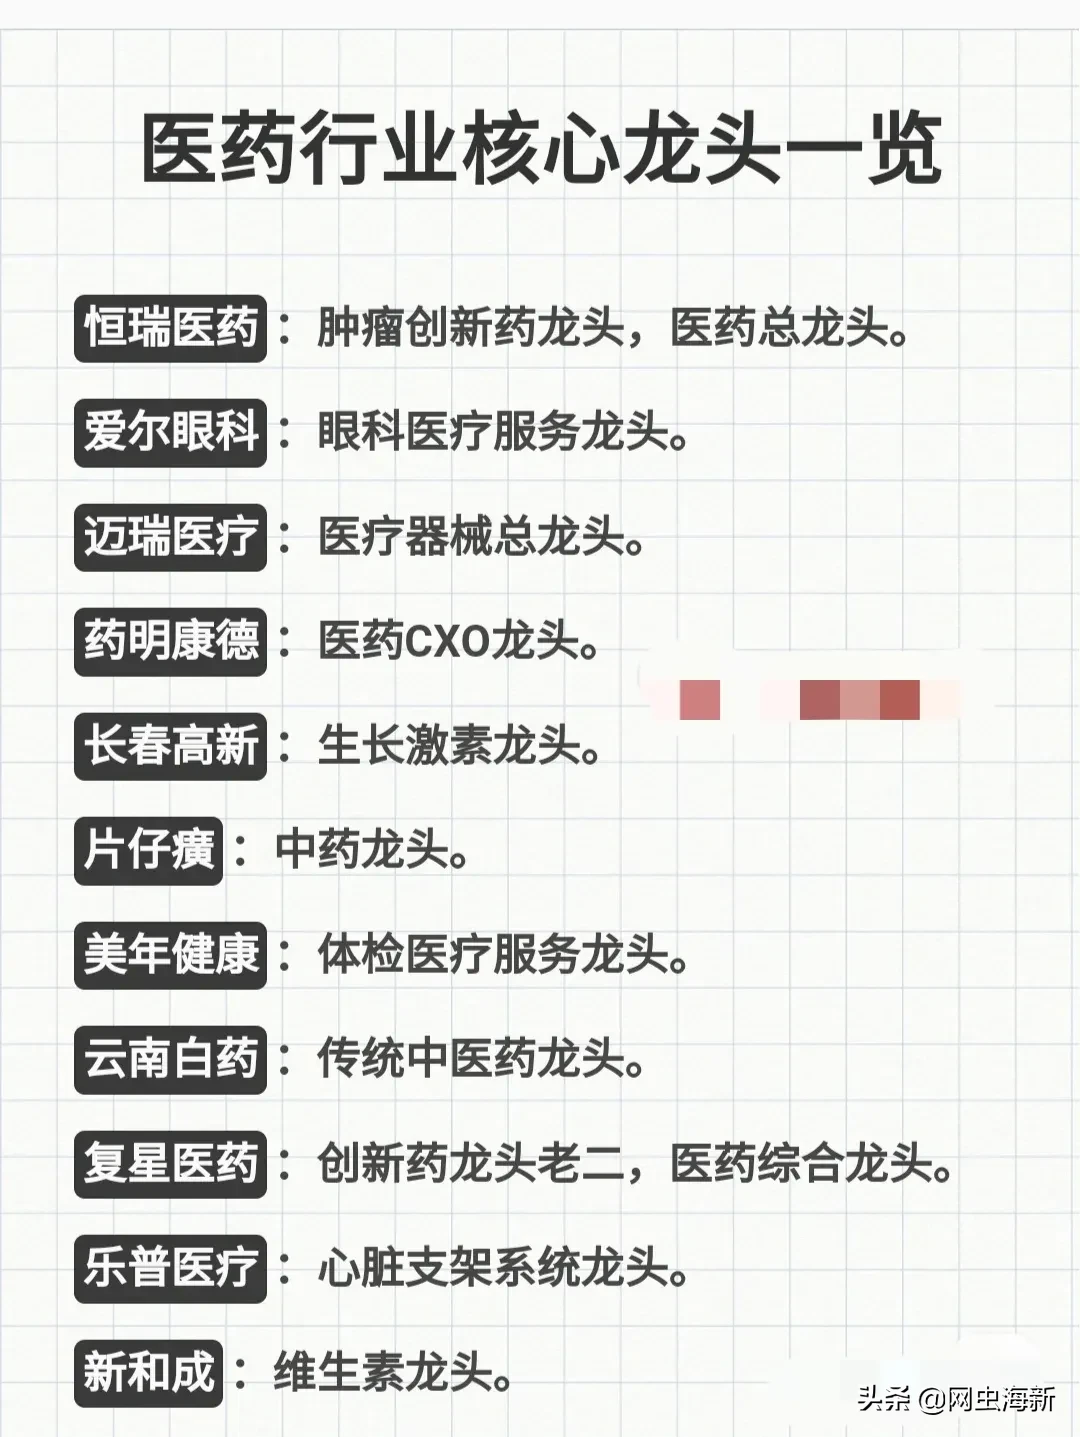 医药行业核心龙头一览
恒瑞医药：肿瘤创新药龙头，医药总龙头。
爱尔眼科：眼科医疗服务龙头。
迈瑞医疗：医疗器械总龙头。
药明康德：医药CXO龙头。
长春高新：生长激素龙头。
片仔癀：中药龙头。
美年健康：体检医疗服务龙头。
云南白药：传统中医药龙头。
复星医药：创新药龙头老二，医药综合龙头。
乐普医疗：心脏支架系统龙头。
新和成：维生素龙头。
头条 @网虫海新